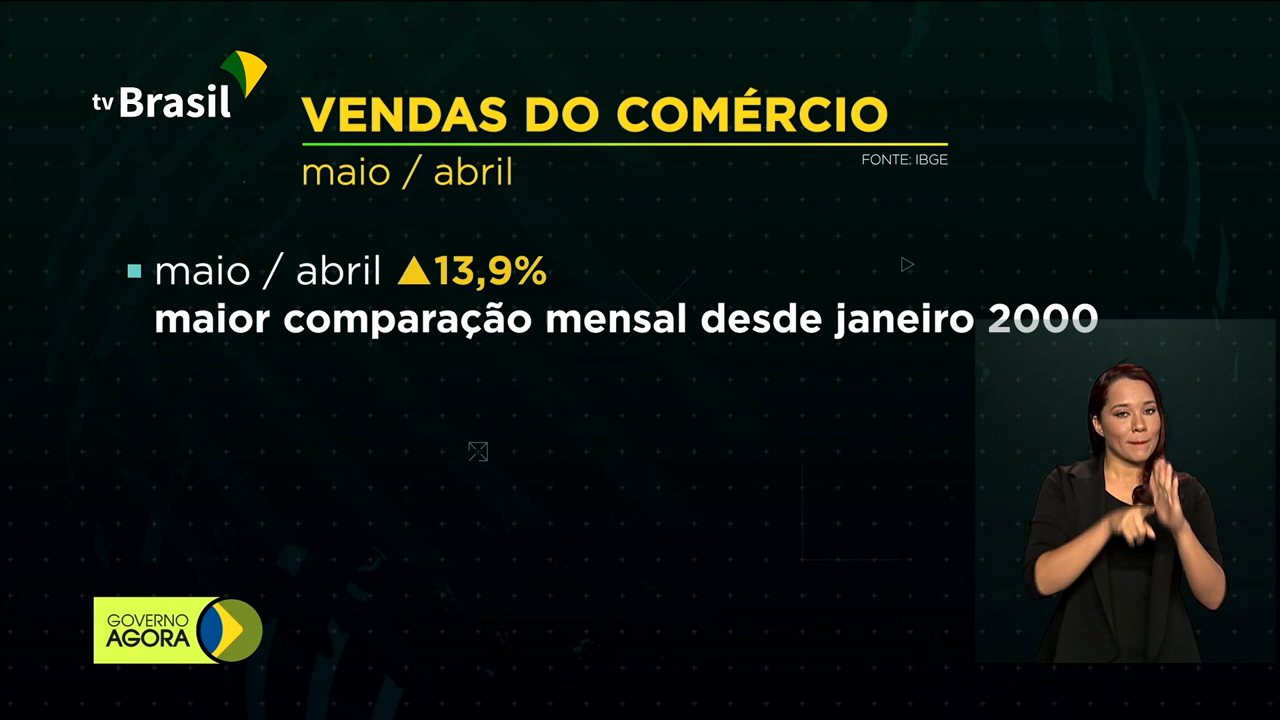 tv Brasil
VENDAS DO COMÉRCIO
FONTE: IBGE
maio / abril
maio / abril ▲13,9%
maior comparação mensal desde janeiro 2000
GOVERNO
AGORA